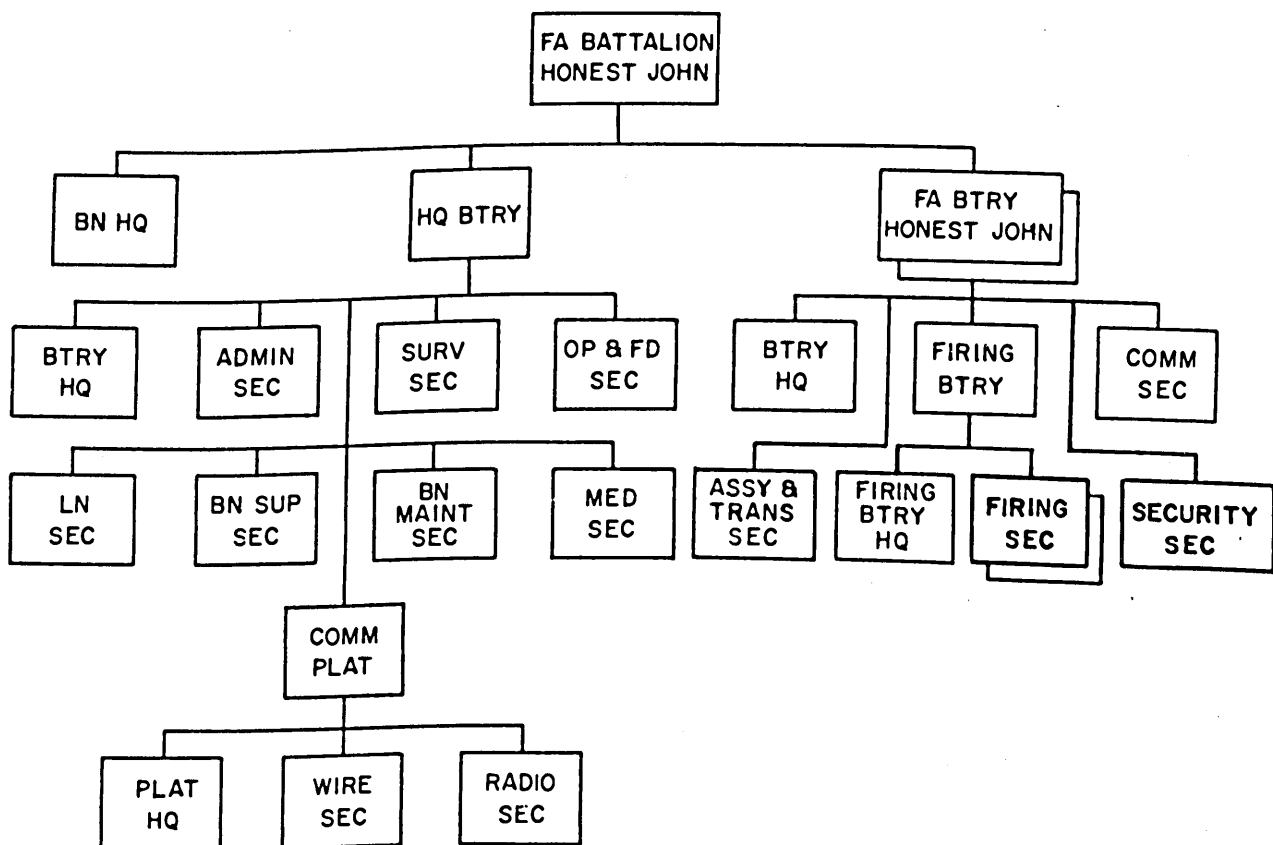 FA BATTALION
HONEST JOHN
BN HQ
HQ BTRY
FA BTRY
HONEST JOHN
BTRY
HQ
ADMIN
SEC
SURV
SEC
OP & FD
SEC
BTRY
HQ
FIRING
BTRY
COMM
SEC
LN
SEC
BN SUP
SEC
BN
MAINT
SEC
MED
SEC
ASSY &
TRANS
SEC
FIRING
BTRY
HQ
FIRING
SEC
SECURITY
SEC
COMM
PLAT
PLAT
HQ
WIRE
SEC
RADIO
SEC